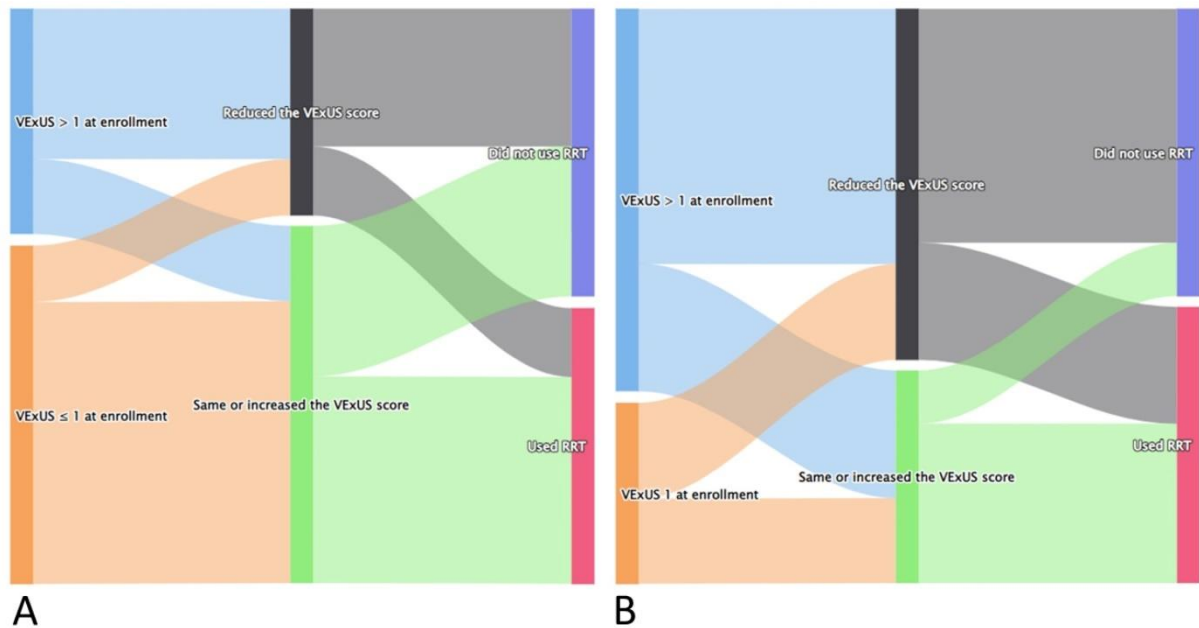 VExUS > 1 at enrollment
Reduced the VExUS score
Did not use RRT
VExUS ≤ 1 at enrollment
Same or increased the VExUS score
Used RRT
A
VExUS > 1 at enrollment
Reduced the VExUS score
Did not use RRT
VExUS 1 at enrollment
Same or increased the VExUS score
Used RRT
B